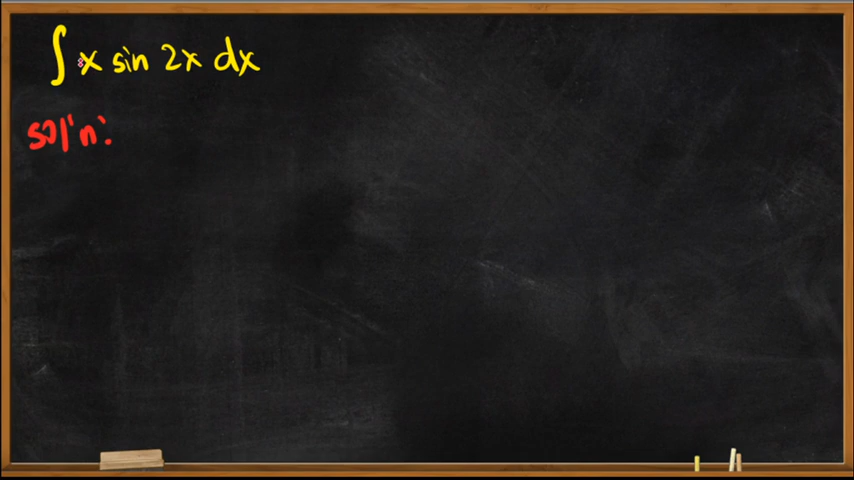 ∫ x sin 2x dx
sol'n: